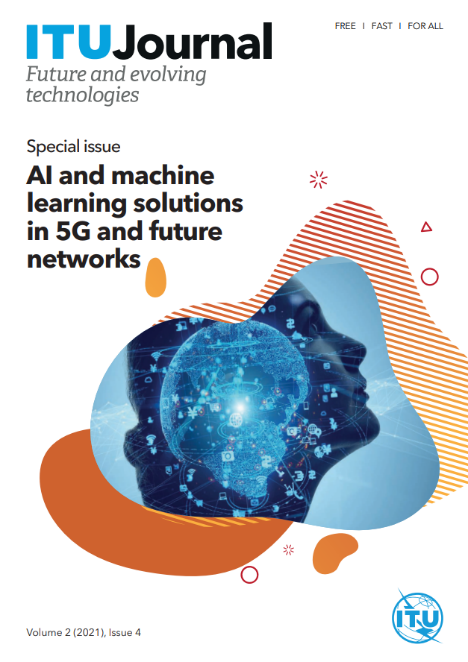 ITUJournal
FREE I FAST I FOR ALL
Future and evolving
technologies
Special issue
AI and machine
learning solutions
in 5G and future
networks
Volume 2 (2021), Issue 4
ITU